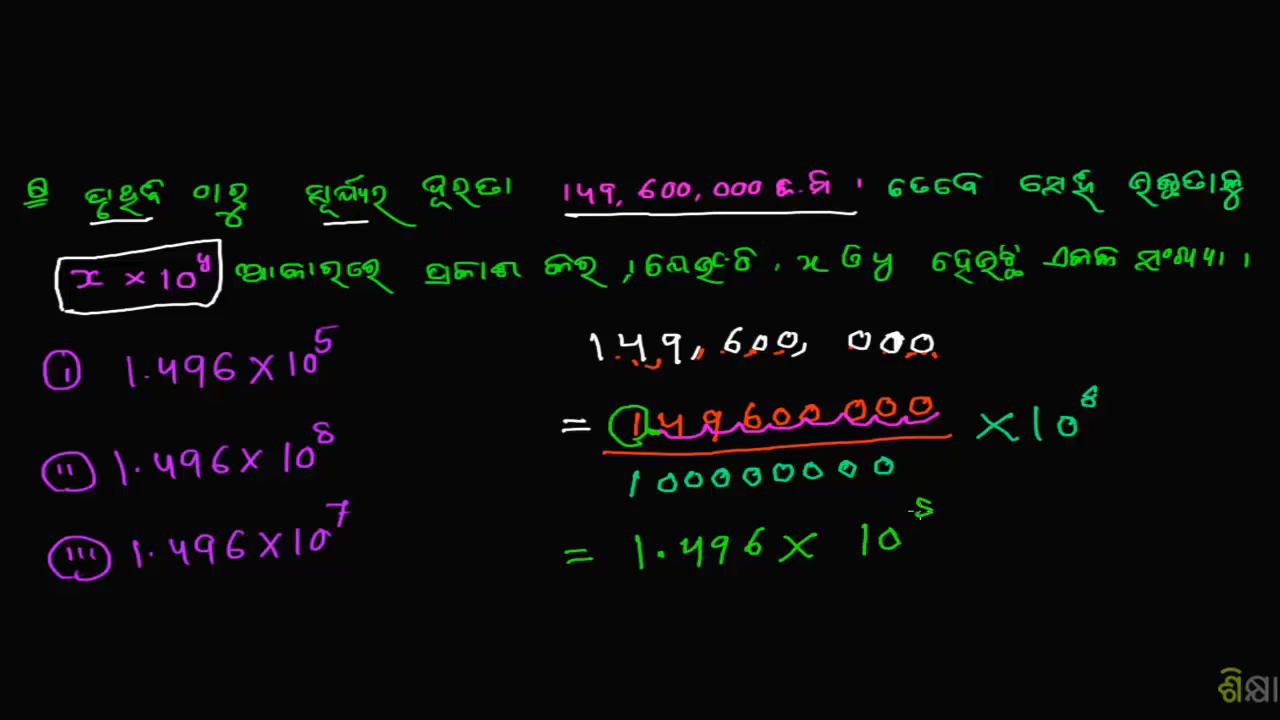 ପ୍ର ପୃଥିବୀ ଠାରୁ ସୂର୍ଯ୍ୟର ଦୂରତା 149, 600, 000 କି.ମି । ତେବେ ସେହି
x × 10^y ଆକାରରେ ପ୍ରକାଶ କର , ଯେଉଁଠି , x ଓ y ହେଉଛୁ ଏକକ ସଂଖ୍ୟା ।
149, 600, 000
(i) 1.496 × 10^5
= 149600000 × 10^8
100000000
(ii) 1.496 × 10^8
(iii) 1.496 × 10^7
= 1.496 × 10
ଶିକ୍ଷା